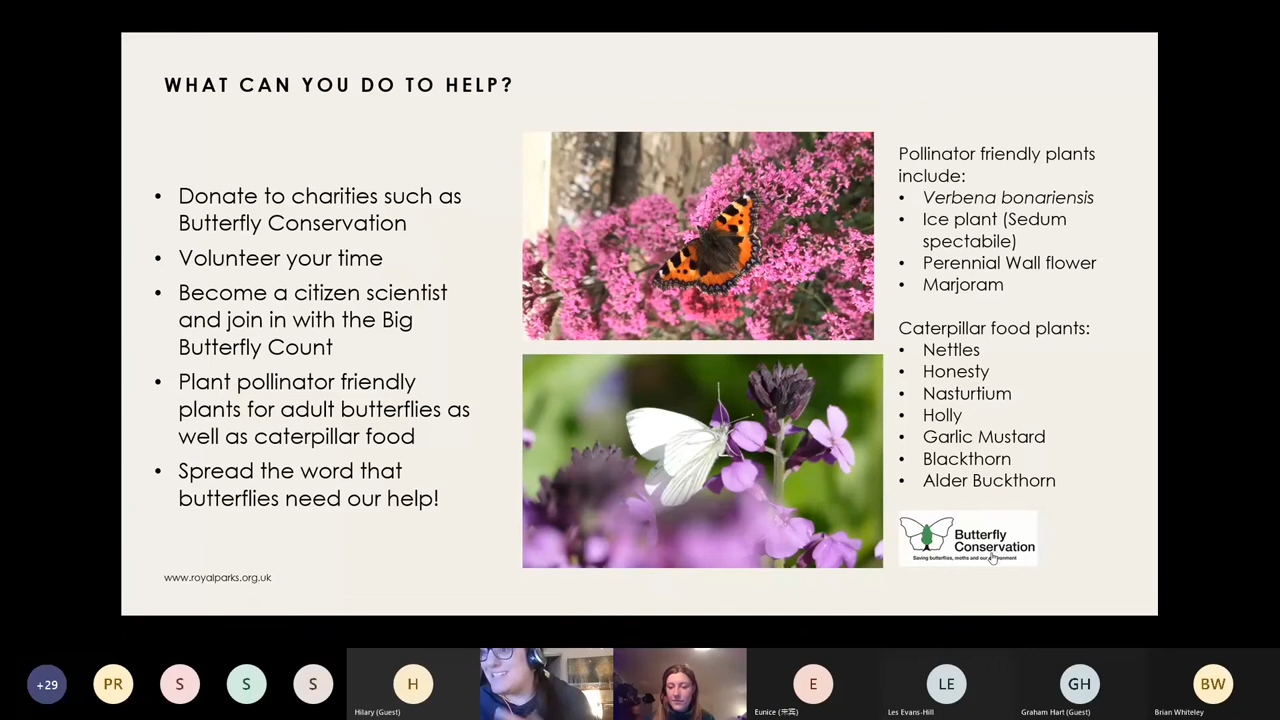 WHAT CAN YOU DO TO HELP?
• Donate to charities such as
Butterfly Conservation
• Volunteer your time
• Become a citizen scientist
and join in with the Big
Butterfly Count
• Plant pollinator friendly
plants for adult butterflies as
well as caterpillar food
• Spread the word that
butterflies need our help!
www.royalparks.org.uk
Pollinator friendly plants
include:
• Verbena bonariensis
• Ice plant (Sedum
spectabile)
• Perennial Wall flower
• Marjoram
Caterpillar food plants:
• Nettles
• Honesty
• Nasturtium
• Holly
• Garlic Mustard
• Blackthorn
• Alder Buckthorn
Butterfly
Conservation
Saving butterflies, moths and our
+29
PR
S
S
S
H
E
LE
GH
BW
Hilary (Guest)
Eunice
Les Evans-Hill
Graham Hart (Guest)
Brian Whiteley